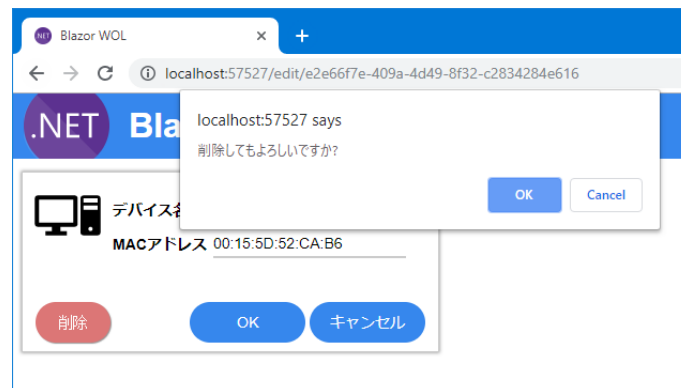 Blazor WOL
localhost:57527/edit/e2e66f7e-409a-4d49-8f32-c2834284e616
.NET Bla
localhost:57527 says
削除してもよろしいですか?
OK Cancel
デバイス名
MACアドレス 00:15:5D:52:CA:B6
削除 OK キャンセル